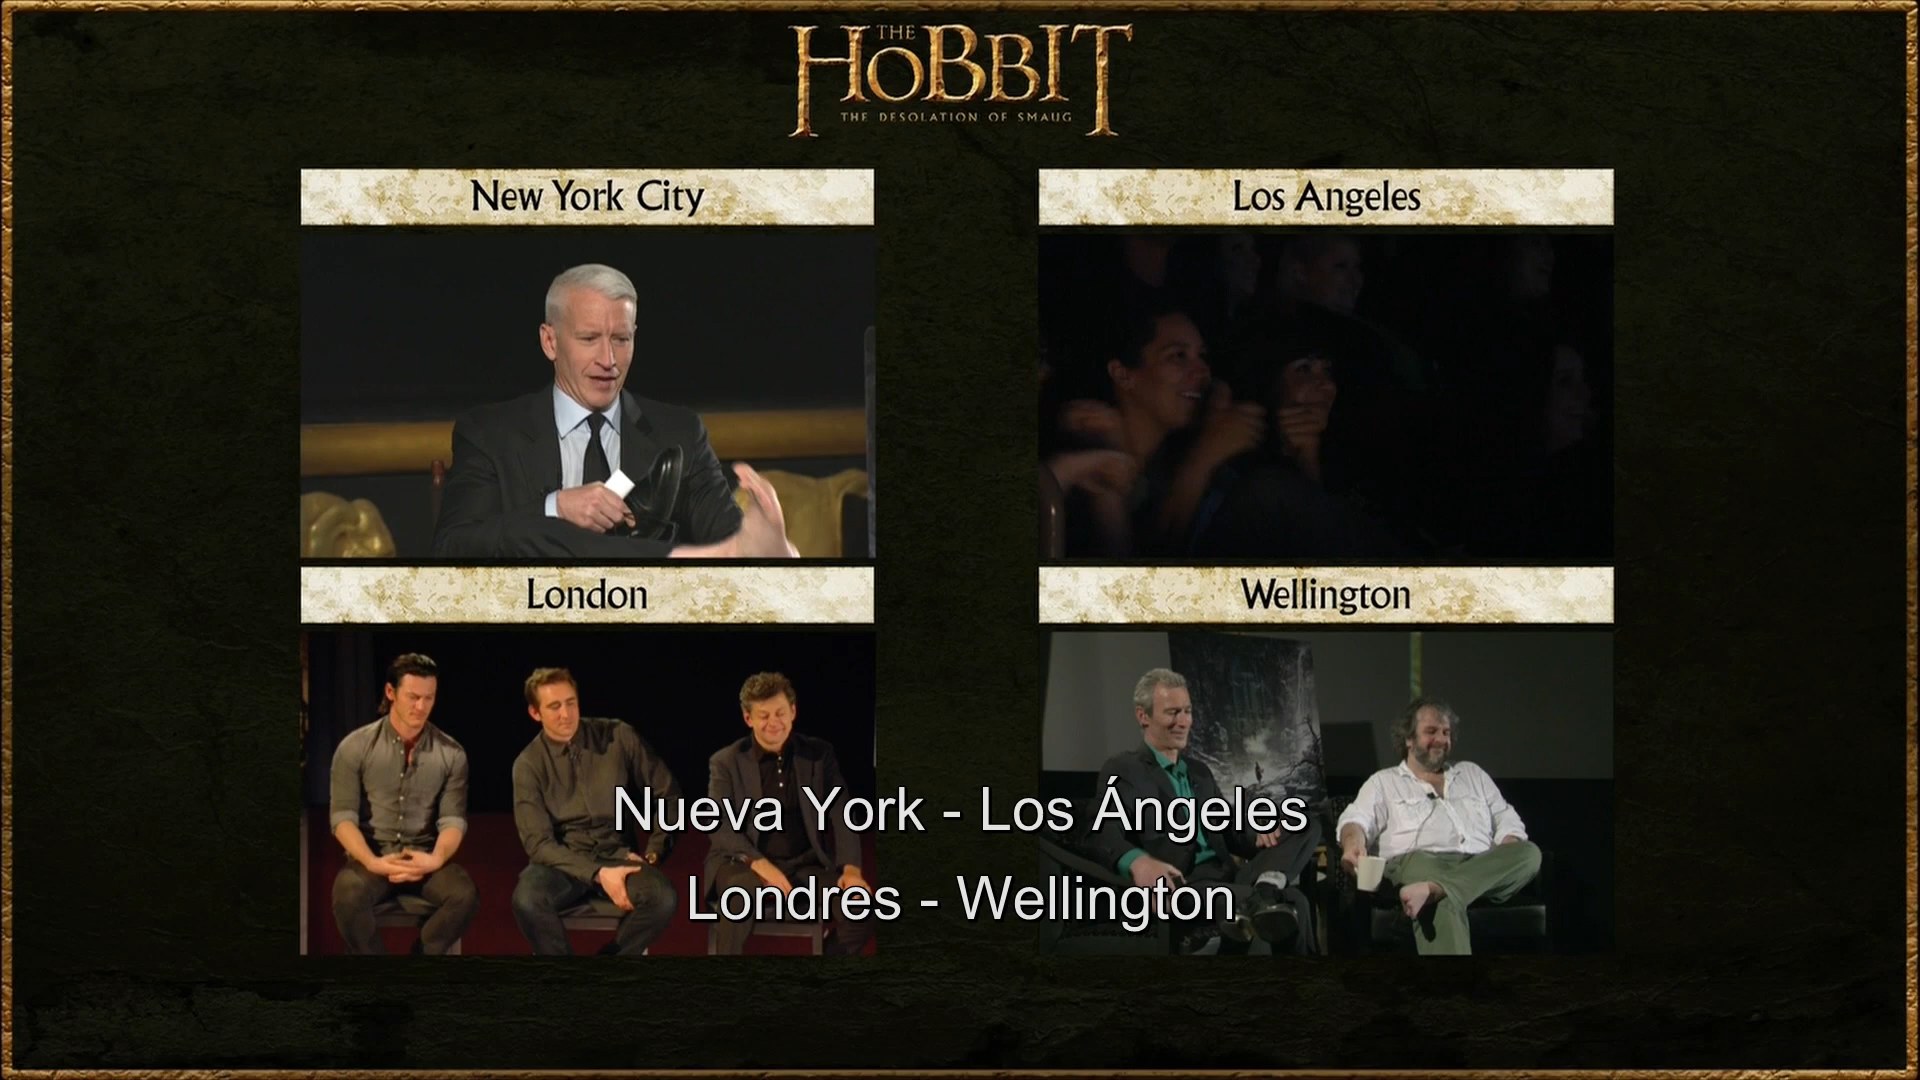 THE
HOBBIT
THE DESOLATION OF SMAUG
New York City
Los Angeles
London
Wellington
Nueva York - Los Ángeles
Londres - Wellington